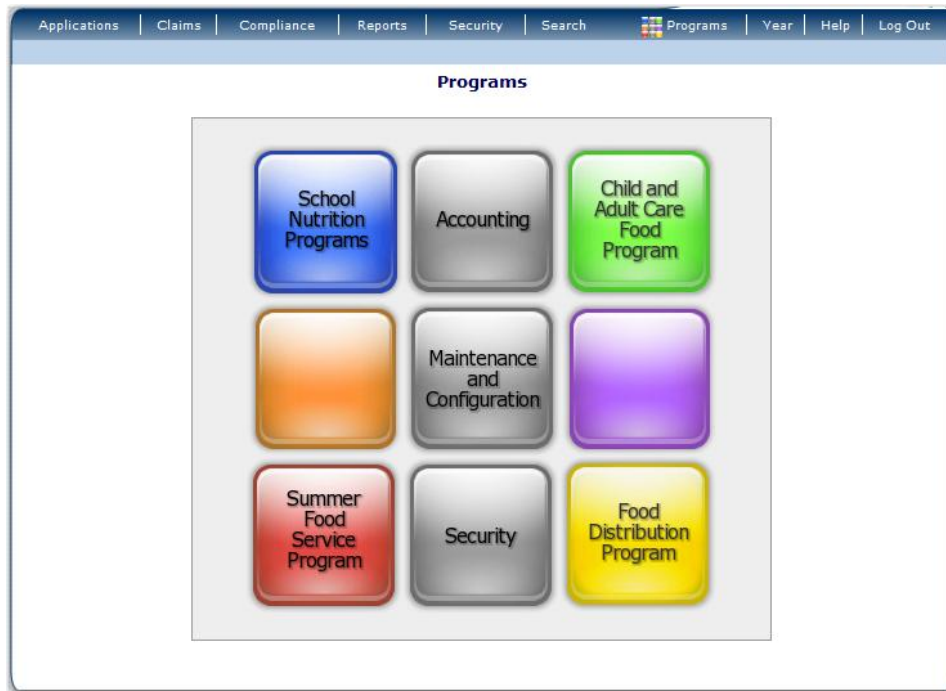 Applications Claims Compliance Reports Security Search Programs Year Help Log Out
Programs
School
Nutrition
Programs
Accounting
Child and
Adult Care
Food
Program
Maintenance
and
Configuration
Summer
Food
Service
Program
Security
Food
Distribution
Program